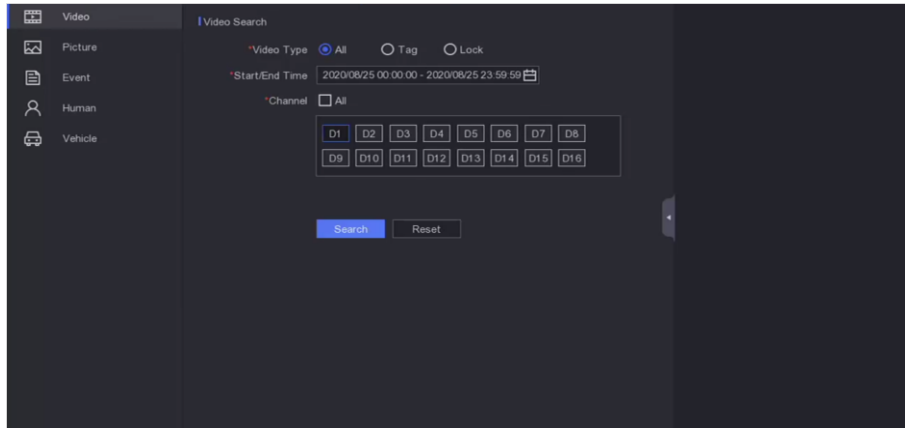 Video
Picture
Event
Human
Vehicle
Video Search
*Video Type All Tag Lock
*Start/End Time 2020/08/25 00:00:00 - 2020/08/25 23:59:59
*Channel All
D1 D2 D3 D4 D5 D6 D7 D8
D9 D10 D11 D12 D13 D14 D15 D16
Search Reset